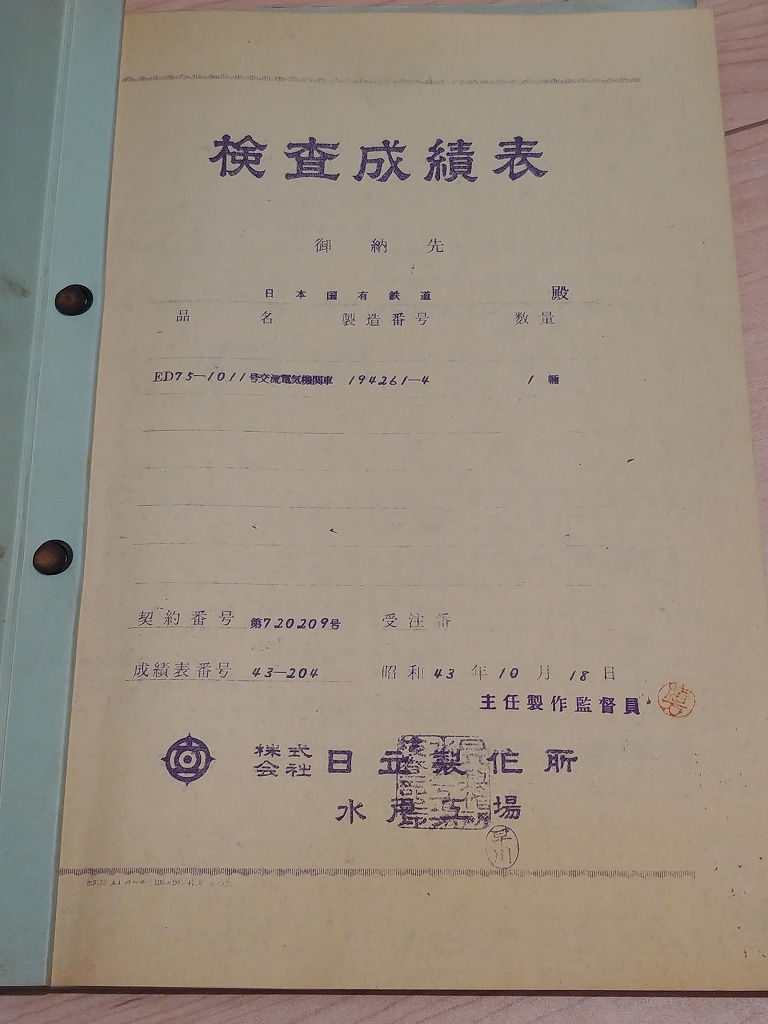 検査成績表
御納先
日本国有鉄道 殿
品名 製造番号 数量
ED75-1011号交流電気機関車 194261-4 1 輛
契約番号 第720209号 受注番
成績表番号 43-204 昭和43年10月18日
主任製作監督員
株式会社 日立製作所
水戸工場
早川